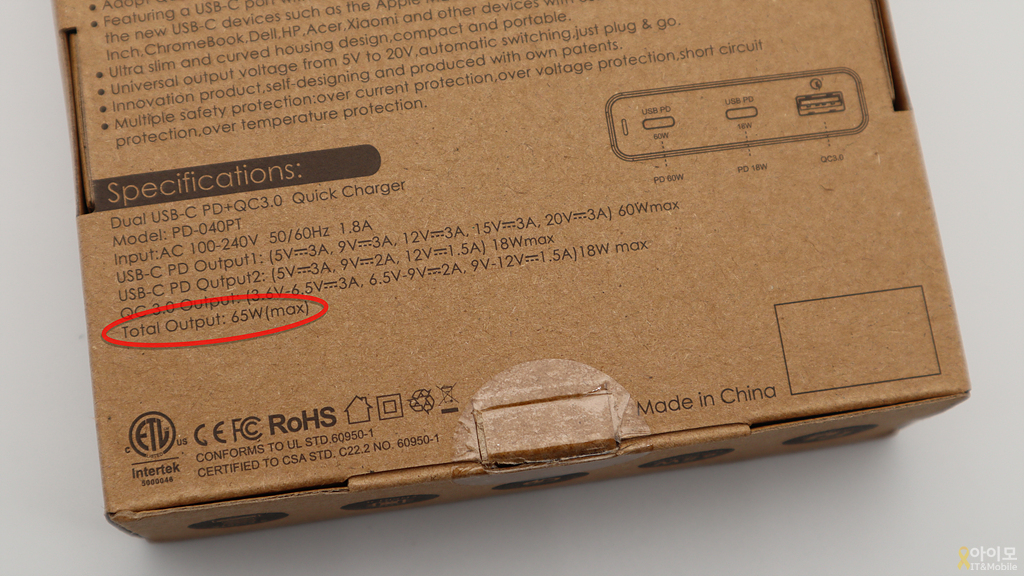 Featuring a USB-C port
the new USB-C devices such as the Apple
Inch,ChromeBook,Dell,HP,Acer,Xiaomi and other devices with
• Ultra slim and curved housing design,compact and portable.
• Universal output voltage from 5V to 20V,automatic switching,just plug & go.
• Innovation product,self-designing and produced with own patents.
• Multiple safety protection:over current protection,over voltage protection,short circuit
protection,over temperature protection.
USB PD
60W
USB PD
18W
PD 60W
PD 18W
QC3.0
Specifications:
Dual USB-C PD+QC3.0 Quick Charger
Model: PD-040PT
Input:AC 100-240V 50/60Hz 1.8A
USB-C PD Output1: (5V⎓3A, 9V⎓3A, 12V⎓3A, 15V⎓3A, 20V⎓3A) 60Wmax
USB-C PD Output2: (5V⎓3A, 9V⎓2A, 12V⎓1.5A) 18Wmax
QC 3.0 Output: (3.6V-6.5V⎓3A, 6.5V-9V⎓2A, 9V-12V⎓1.5A)18W max
Total Output: 65W(max)
Made in China
ETL
c us
Intertek
5000046
CE FC RoHS
CONFORMS TO UL STD.60950-1
CERTIFIED TO CSA STD. C22.2 NO. 60950-1
아이모
IT&Mobile